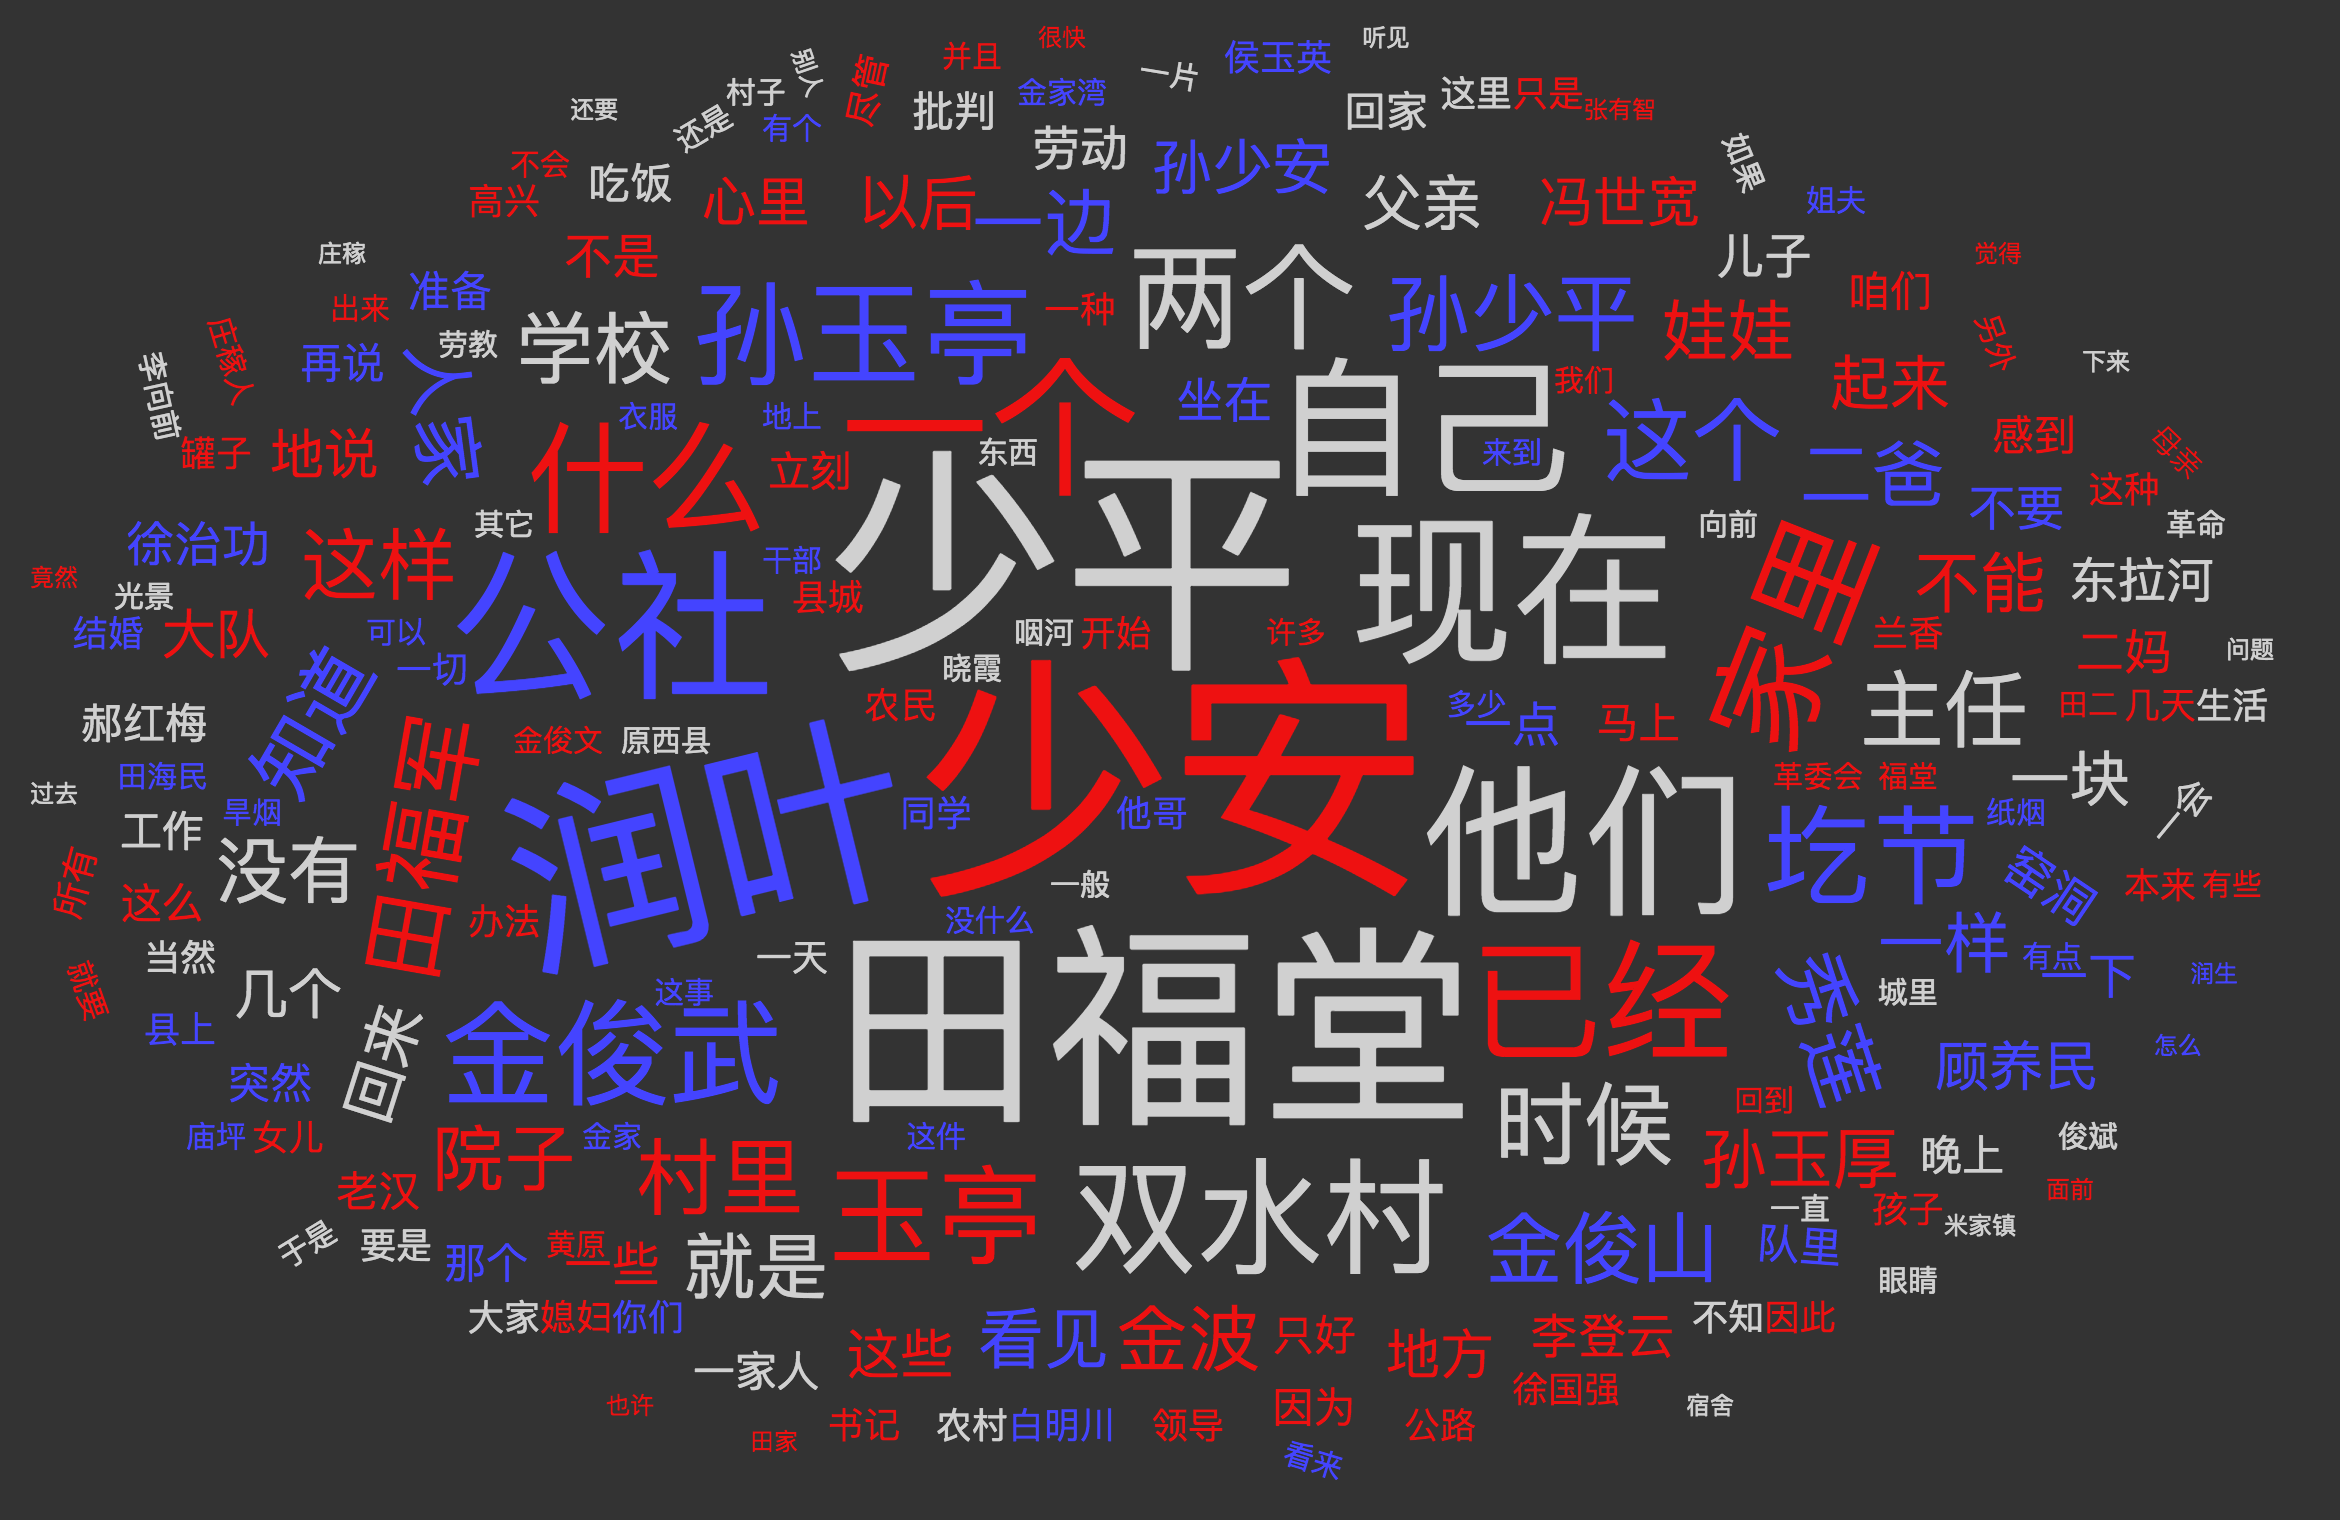 很快
听见
并且
侯玉英
别人
尽管
一片
村子
金家湾
这里
只是
还要
批判
回家
张有智
还是
有个
劳动
孙少安
如果
不会
吃饭
心里
以后
一边
父亲
冯世宽
姐夫
高兴
儿子
庄稼
不是
两个
觉得
准备
孙玉亭
一种
孙少平
娃娃
咱们
出来
学校
另外
庄稼人
再说
劳教
下来
李向前
人家
一个
自己
我们
起来
衣服
地上
坐在
这个
罐子
地说
什么
立刻
东西
来到
二爸
感到
母亲
少平
不要
这种
徐治功
其它
现在
向前
革命
这样
公社
干部
家里
不能
东拉河
竟然
光景
县城
结婚
大队
可以
咽河
开始
许多
兰香
一切
晓霞
二妈
问题
郝红梅
知道
农民
少安
多少
主任
田二
几天
生活
田福军
金俊文
原西县
润叶
一点
马上
田海民
革委会
福堂
一块
过去
旱烟
同学
他哥
他们
圪节
纸烟
一听
工作
没有
所有
这么
一般
窑洞
本来
有些
办法
没什么
当然
一天
田福堂
已经
一样
有点
一下
润生
就要
几个
这事
秀莲
城里
县上
回来
金俊武
顾养民
怎么
突然
时候
回到
庙坪
女儿
院子
金家
村里
这件
孙玉厚
晚上
俊斌
老汉
玉亭
双水村
面前
于是
要是
那个
黄原
一些
就是
金俊山
一直
孩子
米家镇
队里
眼睛
大家
媳妇
你们
看见
金波
只好
李登云
不知
因此
一家人
这些
地方
徐国强
也许
因为
宿舍
田家
书记
农村
白明川
领导
公路
看来